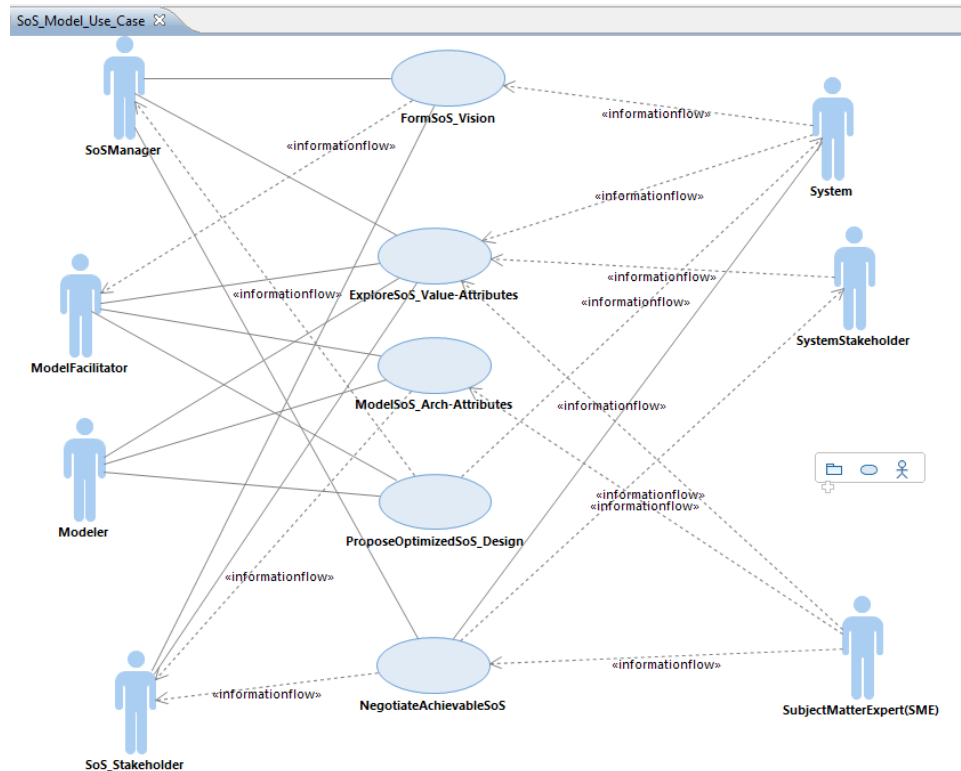 SoS_Model_Use_Case
FormSoS_Vision
«informationflow»
«informationflow»
SoSManager
System
«informationflow»
ExploreSoS_Value-Attributes
«informationflow»
«informationflow»
«informationflow»
SystemStakeholder
ModelFacilitator
ModelSoS_Arch-Attributes
«informationflow»
«informationflow»
«informationflow»
Modeler
ProposeOptimizedSoS_Design
«informationflow»
«informationflow»
«informationflow»
NegotiateAchievableSoS
SubjectMatterExpert(SME)
SoS_Stakeholder